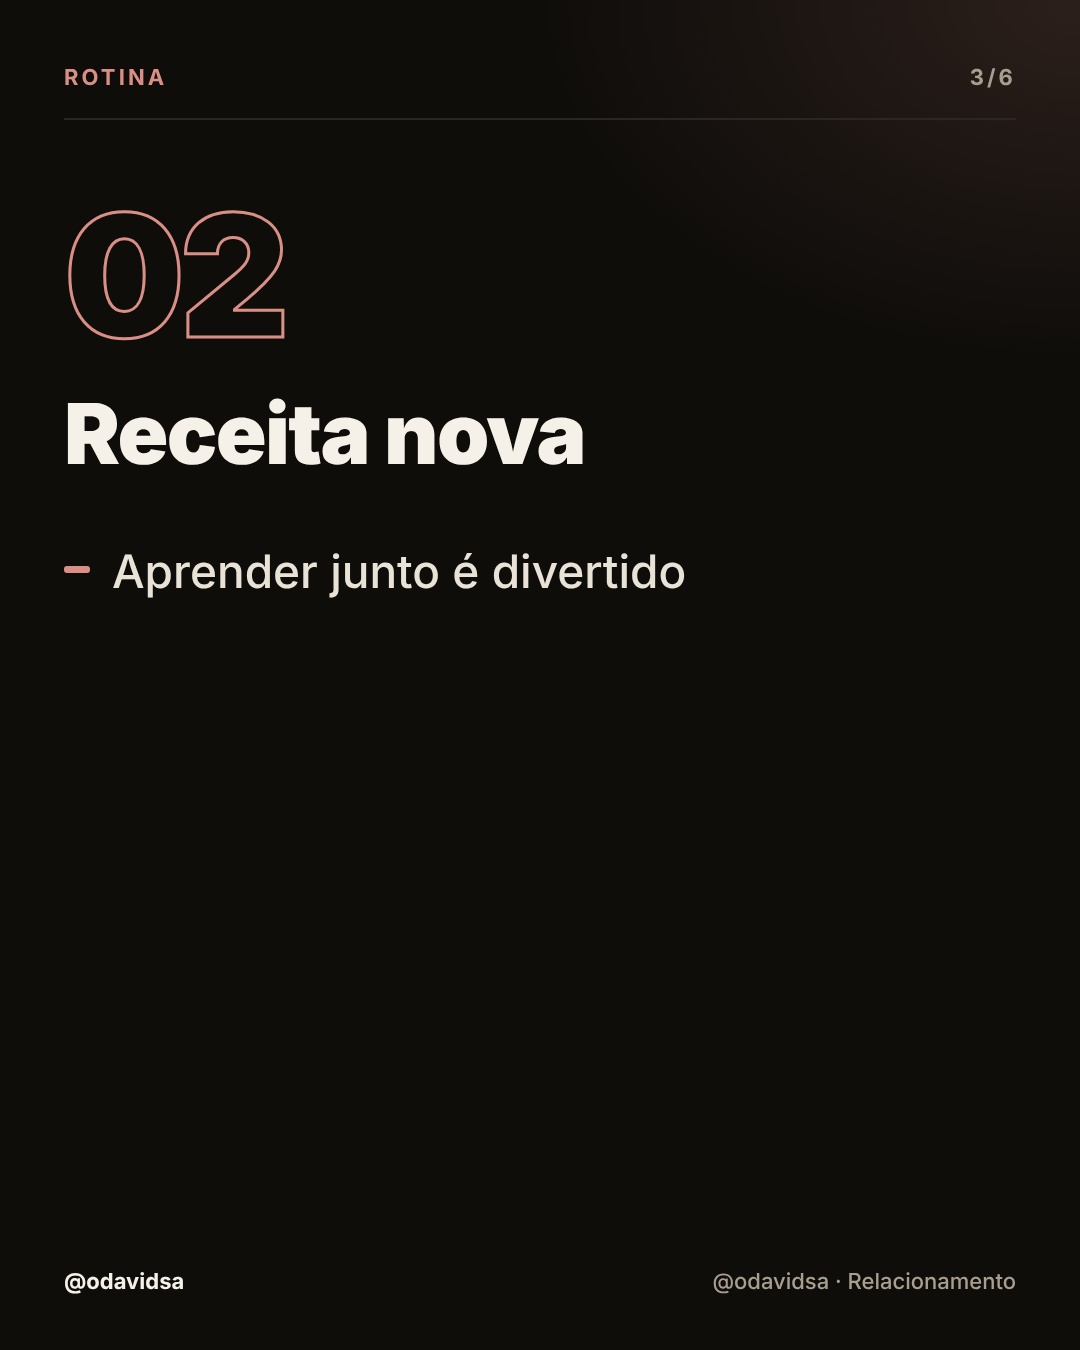 ROTINA
3/6
02
Receita nova
Aprender junto é divertido
@odavidsa
@odavidsa · Relacionamento